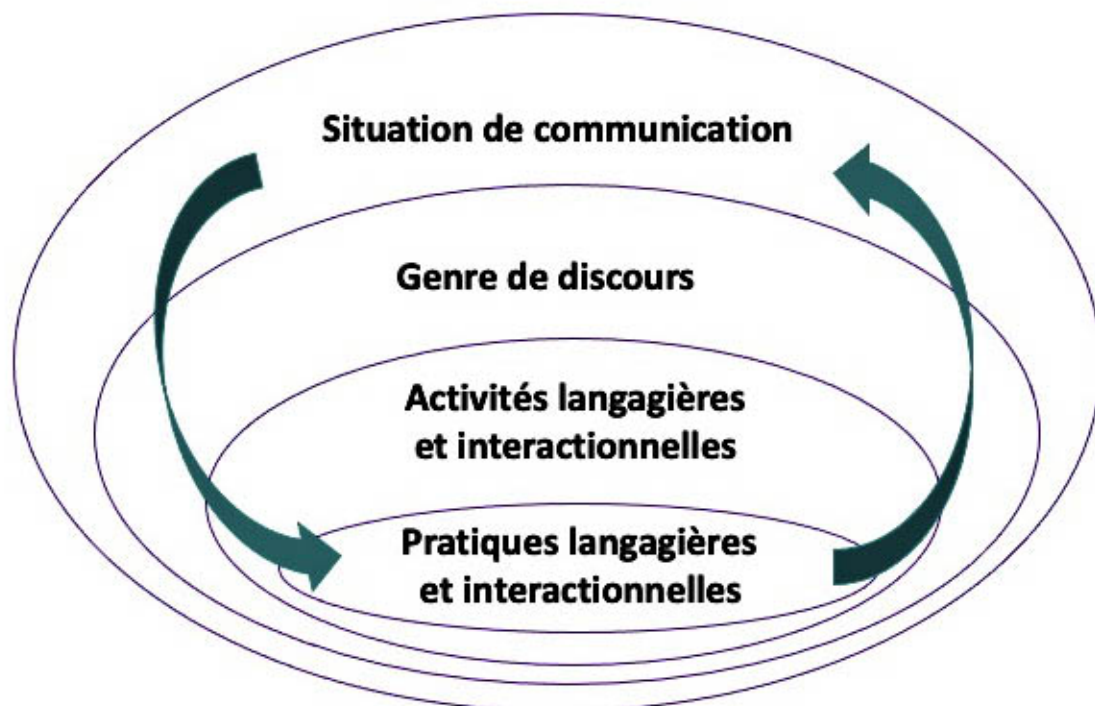 Situation de communication
Genre de discours
Activités langagières
et interactionnelles
Pratiques langagières
et interactionnelles